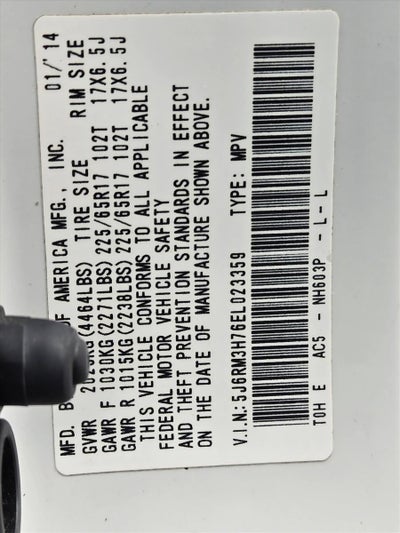 MFD. B OF AMERICA MFG., INC. 01/'14
GVWR KG(4464LBS) TIRE SIZE RIM SIZE
GAWR F 1030KG(2271LBS) 225/65R17 102T 17X6.5J
GAWR R 1015KG(2238LBS) 225/65R17 102T 17X6.5J
THIS VEHICLE CONFORMS TO ALL APPLICABLE
FEDERAL MOTOR VEHICLE SAFETY
AND THEFT PREVENTION STANDARDS IN EFFECT
ON THE DATE OF MANUFACTURE SHOWN ABOVE.
V.I.N:5J6RM3H76EL023359 TYPE: MPV
T0H E AC5 - NH603P - L- L